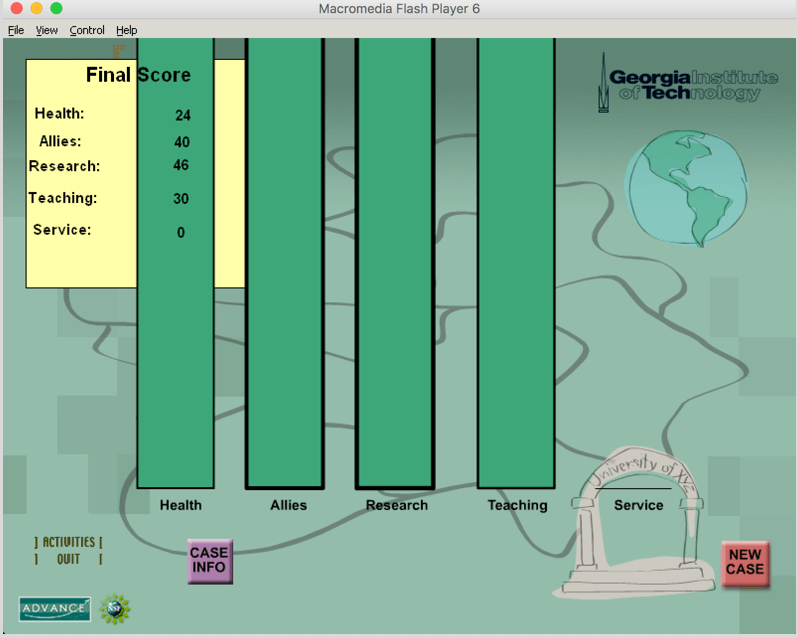 Macromedia Flash Player 6
File View Control Help
Final Score
Georgia Institute
of Technology
Health: 24
Allies: 40
Research: 46
Teaching: 30
Service: 0
University of XYZ
Health Allies Research Teaching Service
] ACTIVITIES [
] QUIT [
CASE
INFO
NEW
CASE
ADVANCE
NSF